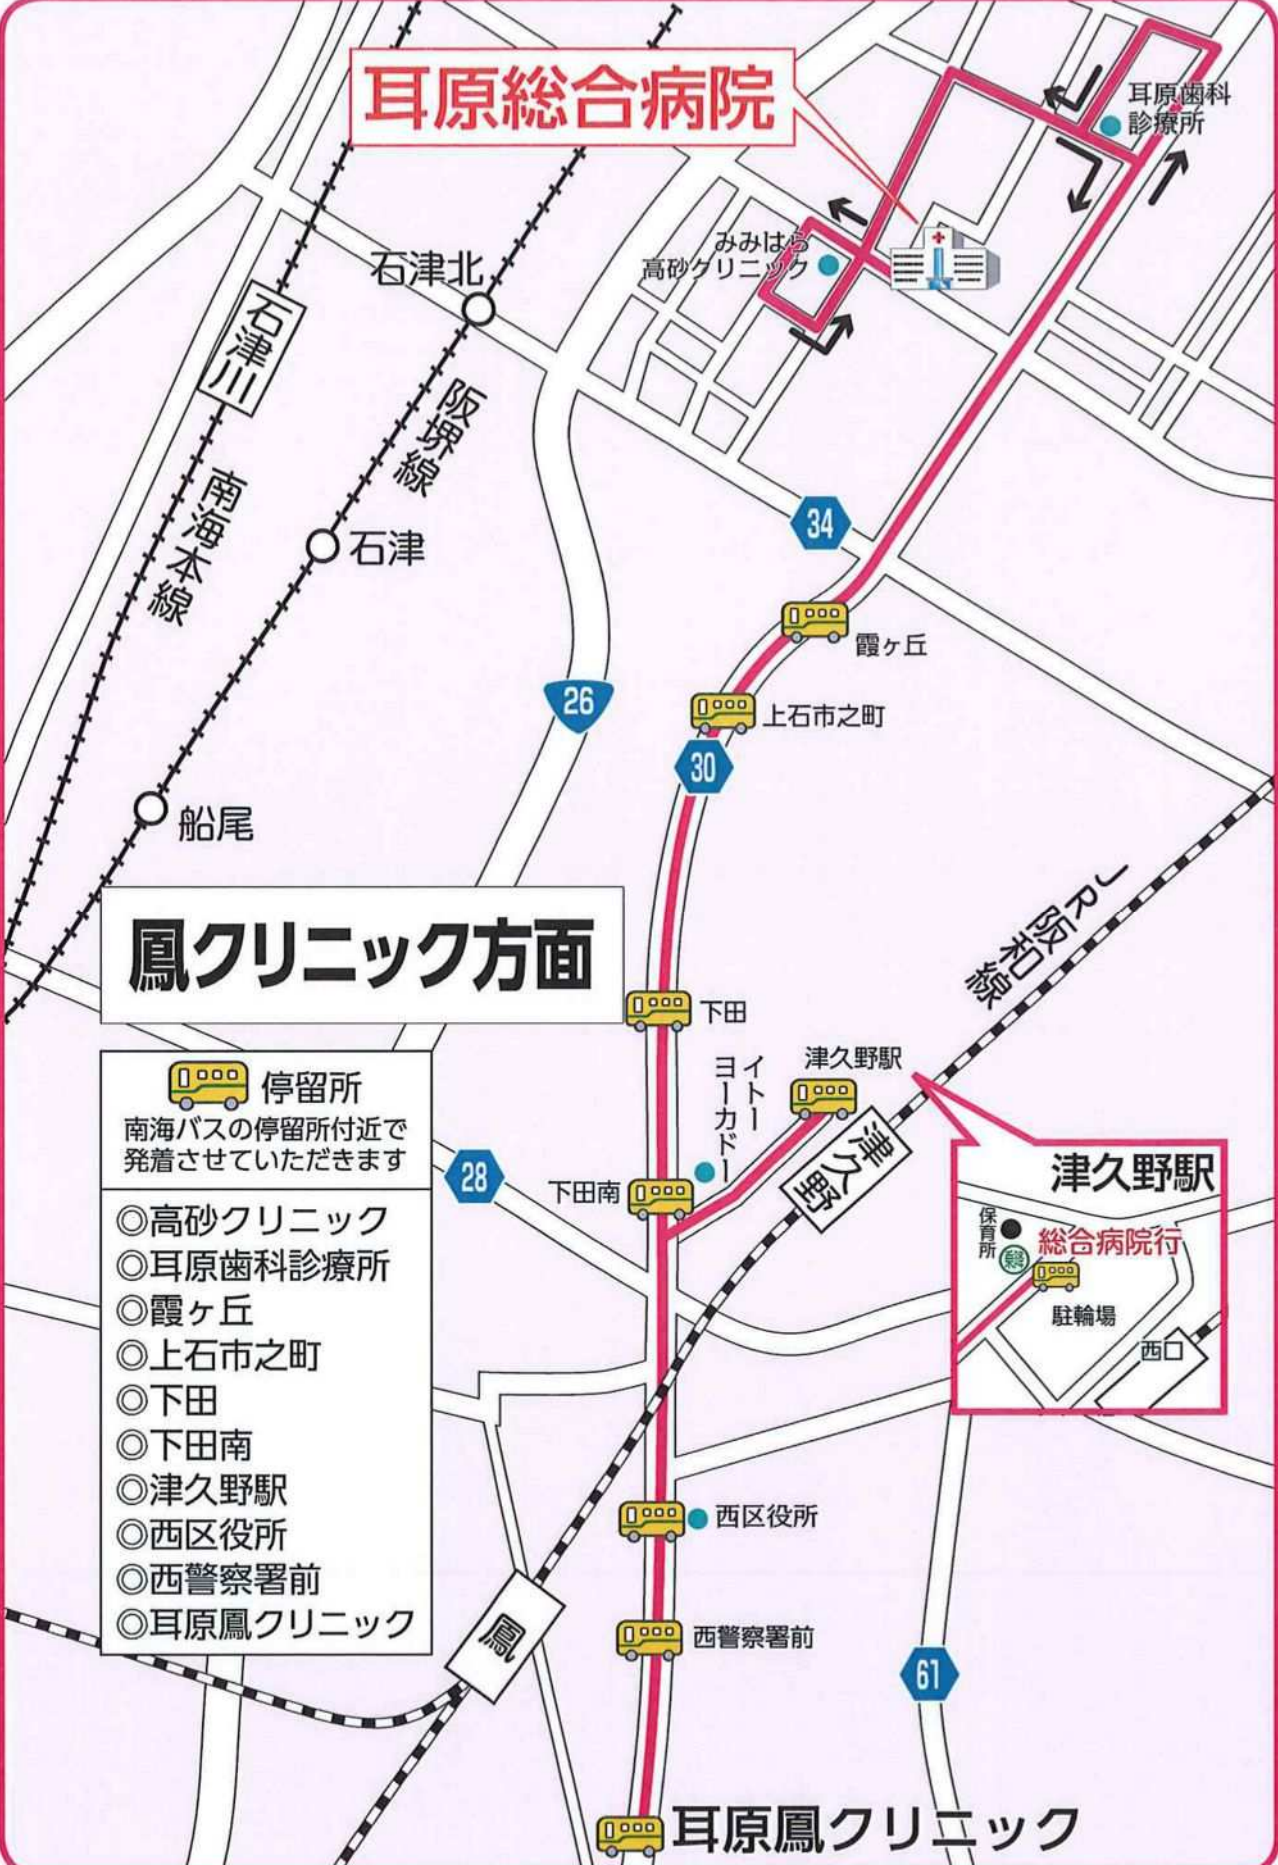 耳原総合病院
耳原歯科
診療所
みみはら
高砂クリニック
石津北
石津川
阪堺線
南海本線
石津
34
霞ヶ丘
26
上石市之町
30
船尾
JR阪和線
鳳クリニック方面
下田
停留所
南海バスの停留所付近で
発着させていただきます
◎高砂クリニック
◎耳原歯科診療所
◎霞ヶ丘
◎上石市之町
◎下田
◎下田南
◎津久野駅
◎西区役所
◎西警察署前
◎耳原鳳クリニック
イトー
ヨーカドー
津久野駅
津久野
28
下田南
津久野駅
保育所
総合病院行
駐輪場
西口
西区役所
鳳
西警察署前
61
耳原鳳クリニック